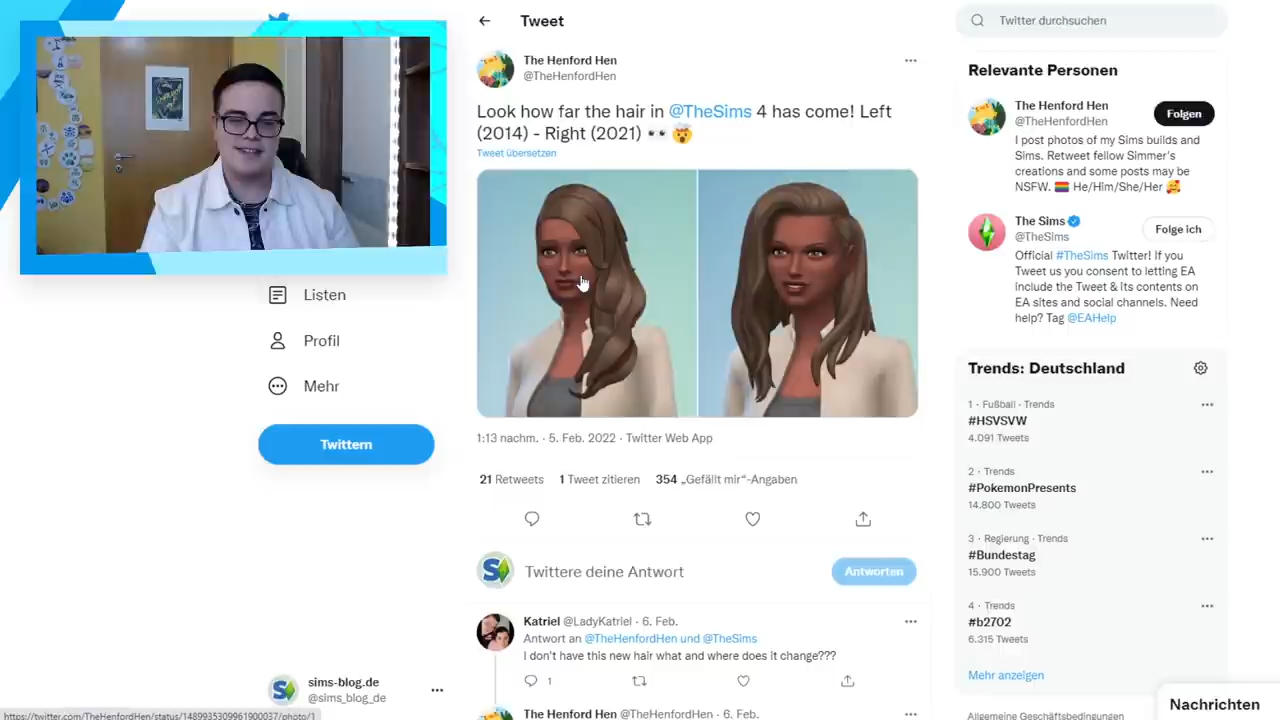 Tweet
The Henford Hen
@TheHenfordHen
Look how far the hair in @TheSims 4 has come! Left
(2014) - Right (2021) 👀 🤯
Tweet übersetzen
1:13 nachm. · 5. Feb. 2022 · Twitter Web App
21 Retweets 1 Tweet zitieren 354 „Gefällt mir“-Angaben
Twittere deine Antwort
Antworten
Katriel @LadyKatriel · 6. Feb.
Antwort an @TheHenfordHen und @TheSims
I don't have this new hair what and where does it change???
1
The Henford Hen @TheHenfordHen · 6. Feb.
Listen
Profil
Mehr
Twittern
sims-blog.de
@sims_blog_de
https://twitter.com/TheHenfordHen/status/1489935309961900037/photo/1
Twitter durchsuchen
Relevante Personen
The Henford Hen
@TheHenfordHen
Folgen
I post photos of my Sims builds and
Sims. Retweet fellow Simmer's
creations and some posts may be
NSFW. 🏳️‍🌈 He/Him/She/Her 🥰
The Sims
@TheSims
Folge ich
Official #TheSims Twitter! If you
Tweet us you consent to letting EA
include the Tweet & its contents on
EA sites and social channels. Need
help? Tag @EAHelp
Trends: Deutschland
1 · Fußball · Trends
#HSVSVW
4.091 Tweets
2 · Trends
#PokemonPresents
14.800 Tweets
3 · Regierung · Trends
#Bundestag
15.900 Tweets
4 · Trends
#b2702
6.315 Tweets
Mehr anzeigen
Allgemeine Geschäftsbedingungen
Nachrichten